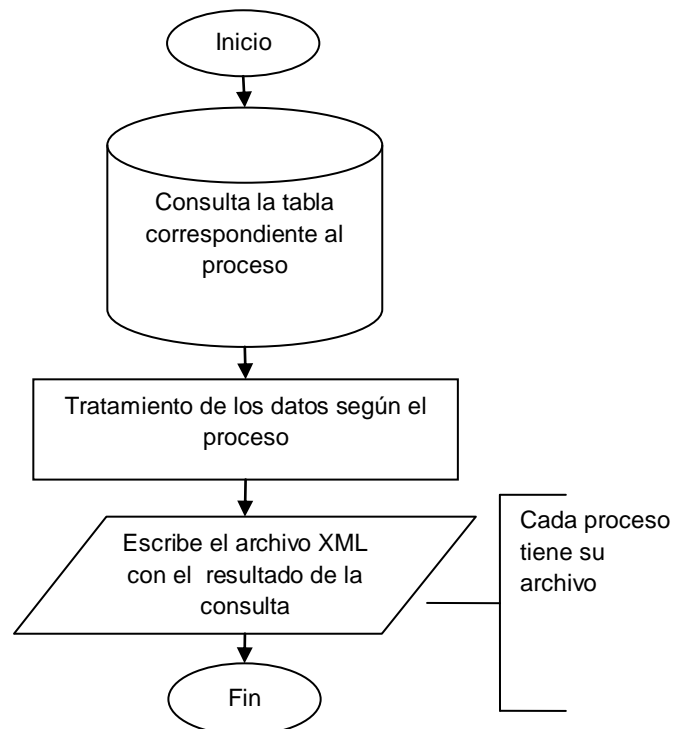 Inicio
Consulta la tabla
correspondiente al
proceso
Tratamiento de los datos según el
proceso
Escribe el archivo XML
con el resultado de la
consulta
Cada proceso
tiene su
archivo
Fin